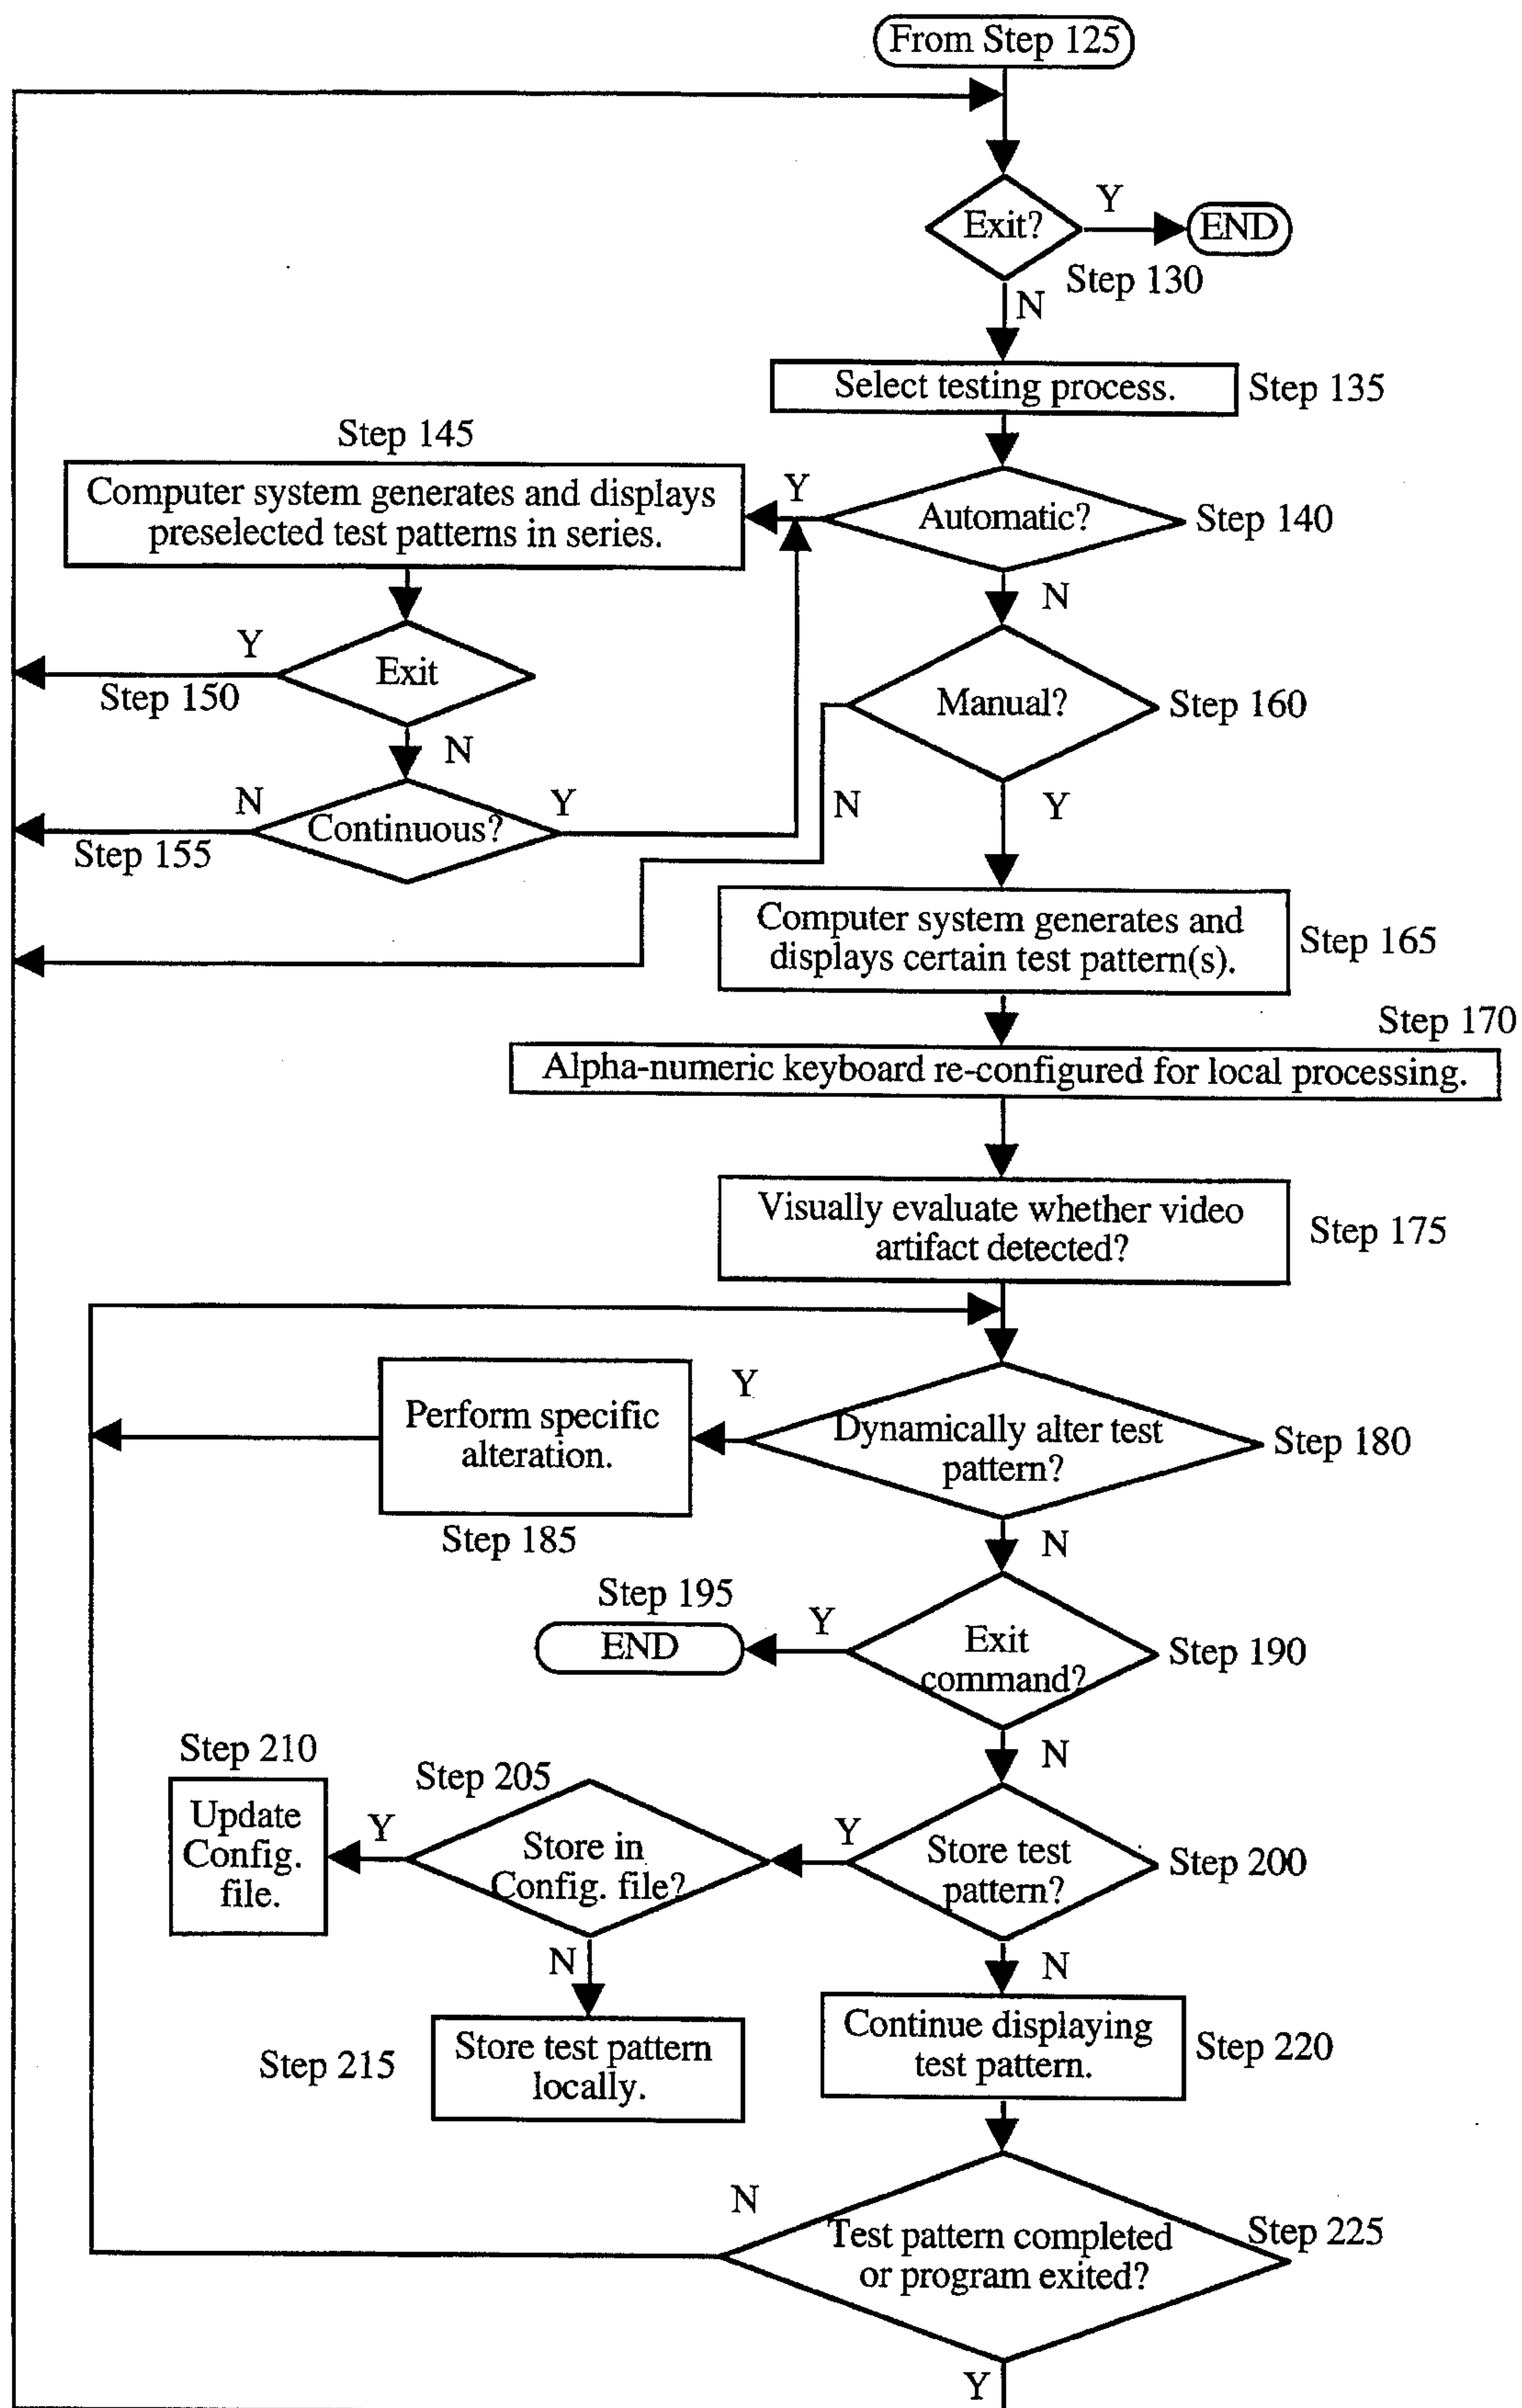 From Step 125
Exit?
Y
END
Step 130
N
Select testing process.
Step 135
Step 145
Computer system generates and displays
preselected test patterns in series.
Y
Automatic?
Step 140
N
Y
Exit
Step 150
N
Manual?
Step 160
N
Continuous?
Y
Step 155
N
Y
Computer system generates and
displays certain test pattern(s).
Step 165
Step 170
Alpha-numeric keyboard re-configured for local processing.
Visually evaluate whether video
artifact detected?
Step 175
Perform specific
alteration.
Y
Dynamically alter test
pattern?
Step 180
Step 185
N
Step 195
END
Y
Exit
command?
Step 190
N
Step 210
Update
Config.
file.
Y
Step 205
Store in
Config. file?
Y
Store test
pattern?
Step 200
N
N
Step 215
Store test pattern
locally.
Continue displaying
test pattern.
Step 220
N
Test pattern completed
or program exited?
Step 225
Y